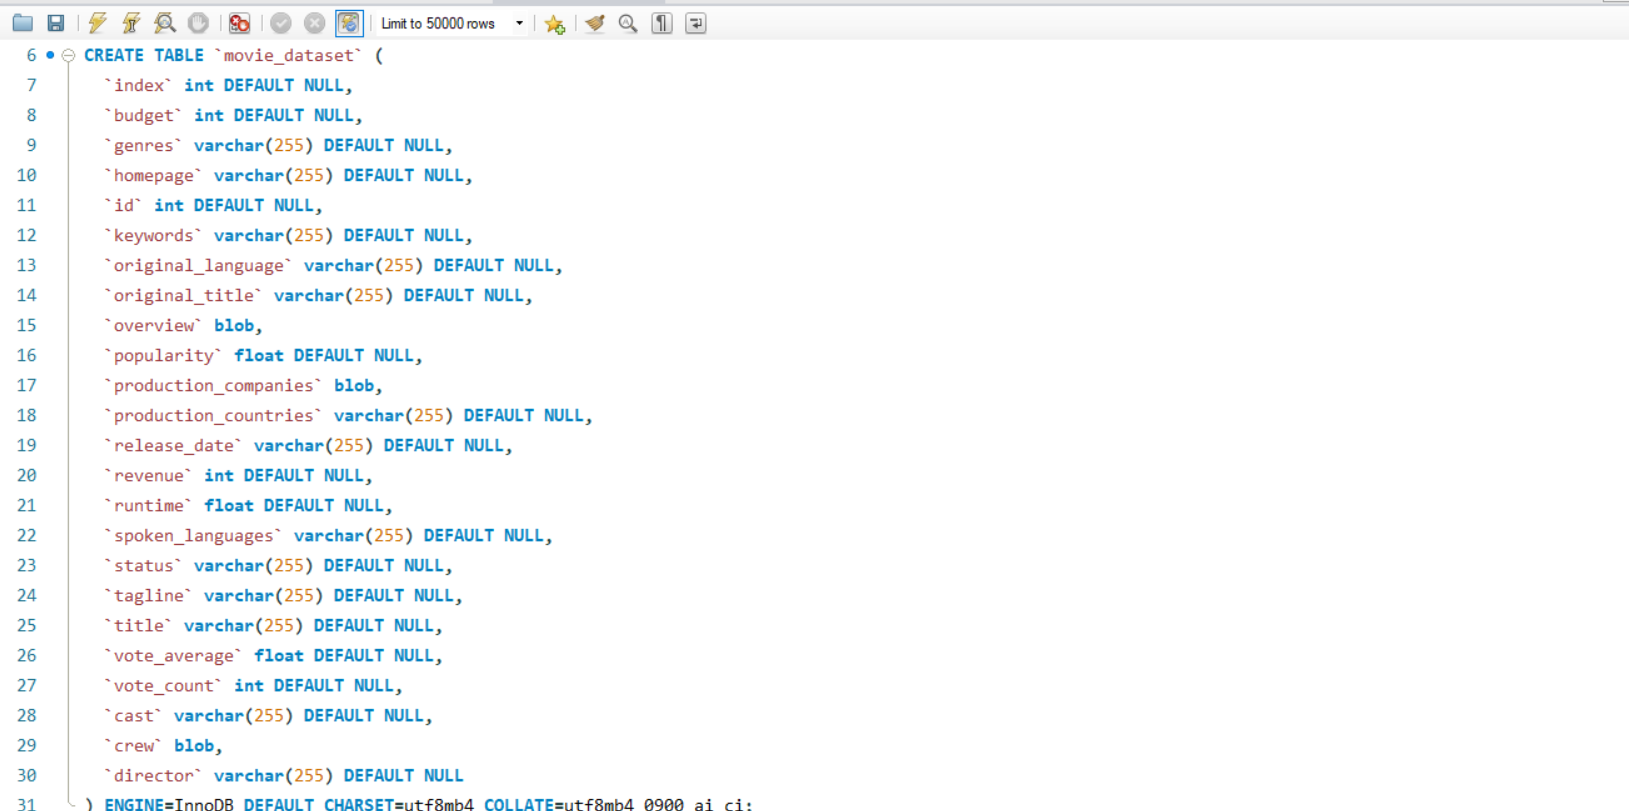 Limit to 50000 rows
6 CREATE TABLE `movie_dataset` (
7 `index` int DEFAULT NULL,
8 `budget` int DEFAULT NULL,
9 `genres` varchar(255) DEFAULT NULL,
10 `homepage` varchar(255) DEFAULT NULL,
11 `id` int DEFAULT NULL,
12 `keywords` varchar(255) DEFAULT NULL,
13 `original_language` varchar(255) DEFAULT NULL,
14 `original_title` varchar(255) DEFAULT NULL,
15 `overview` blob,
16 `popularity` float DEFAULT NULL,
17 `production_companies` blob,
18 `production_countries` varchar(255) DEFAULT NULL,
19 `release_date` varchar(255) DEFAULT NULL,
20 `revenue` int DEFAULT NULL,
21 `runtime` float DEFAULT NULL,
22 `spoken_languages` varchar(255) DEFAULT NULL,
23 `status` varchar(255) DEFAULT NULL,
24 `tagline` varchar(255) DEFAULT NULL,
25 `title` varchar(255) DEFAULT NULL,
26 `vote_average` float DEFAULT NULL,
27 `vote_count` int DEFAULT NULL,
28 `cast` varchar(255) DEFAULT NULL,
29 `crew` blob,
30 `director` varchar(255) DEFAULT NULL
31 ) ENGINE=InnoDB DEFAULT CHARSET=utf8mb4 COLLATE=utf8mb4_0900_ai_ci;